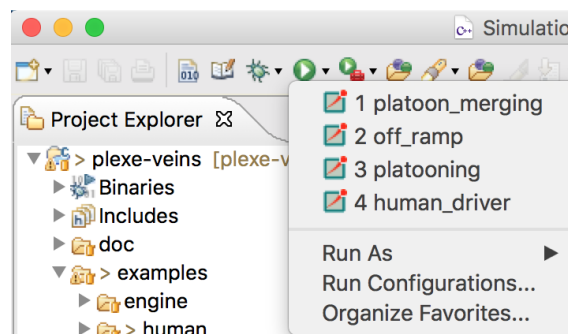 Simulatio
010
Project Explorer
> plexe-veins [plexe-v
Binaries
Includes
doc
> examples
engine
> human
1 platoon_merging
2 off_ramp
3 platooning
4 human_driver
Run As
Run Configurations...
Organize Favorites...